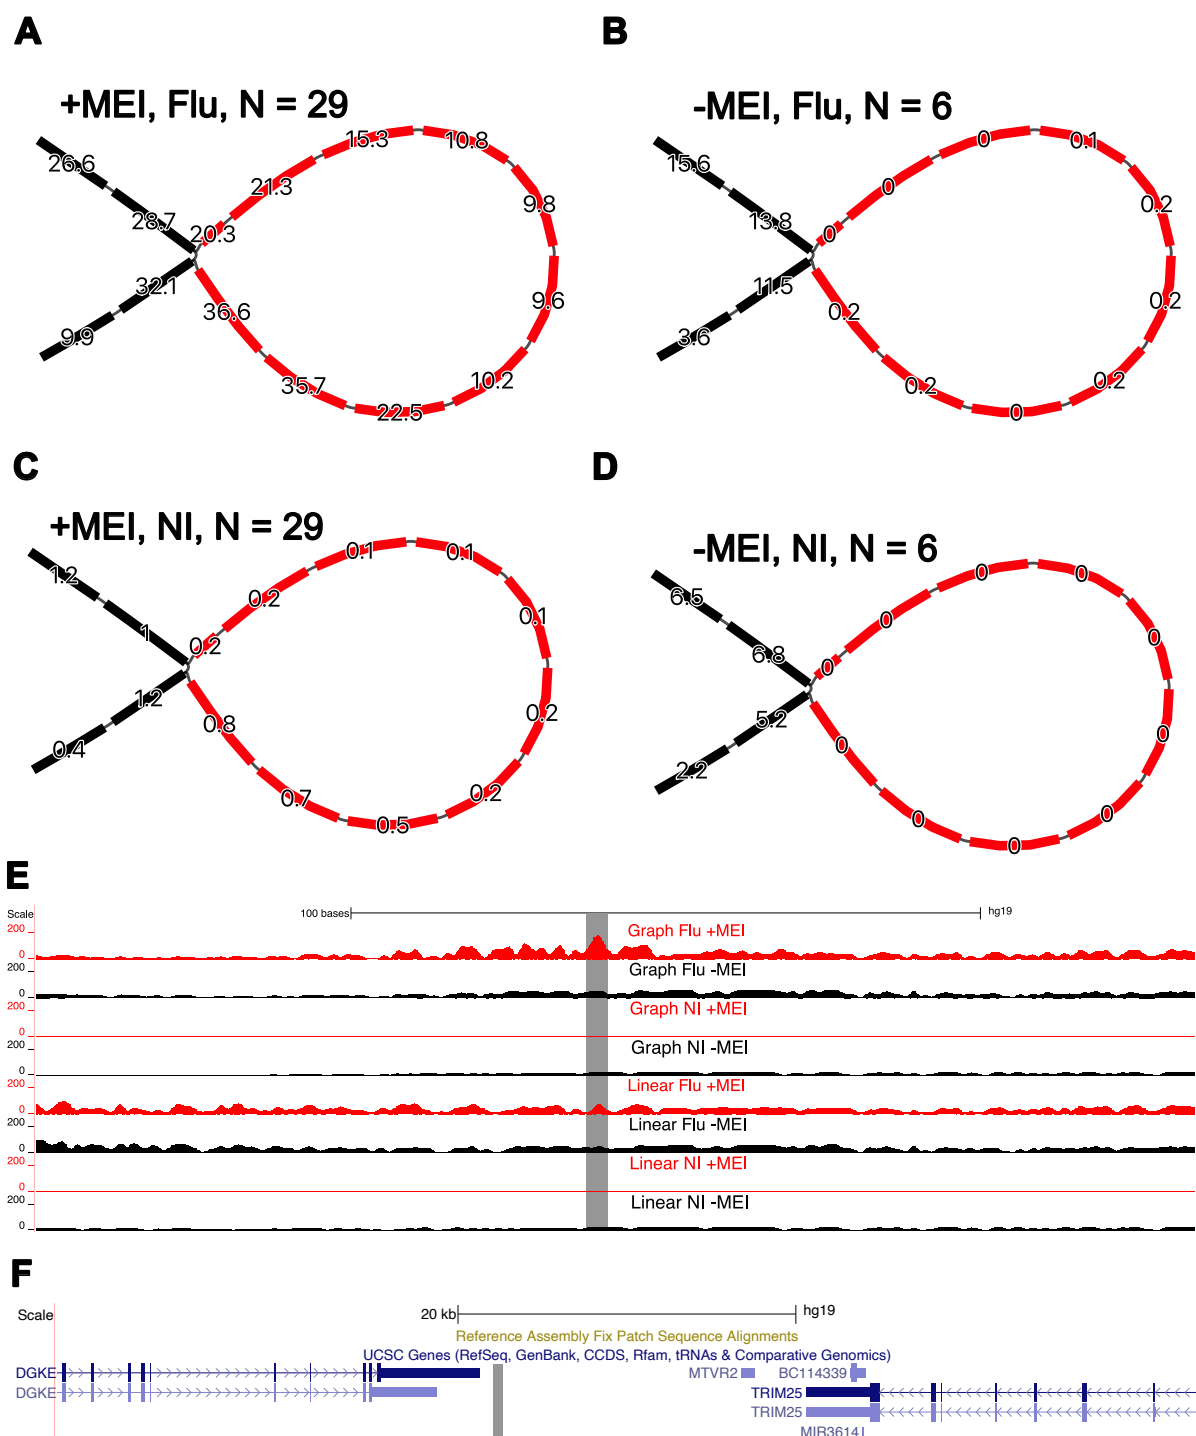 A
B
+MEI, Flu, N = 29
-MEI, Flu, N = 6
26.6
28.7
20.3
21.3
15.3
10.8
9.8
9.6
10.2
22.5
35.7
36.6
32.1
9.9
15.6
13.8
0
0
0
0.1
0.2
0.2
0.2
0
0.2
0.2
11.5
3.6
C
D
+MEI, NI, N = 29
-MEI, NI, N = 6
1.2
1
0.2
0.2
0.1
0.1
0.1
0.2
0.2
0.5
0.7
0.8
1.2
0.4
6.5
6.8
0
0
0
0
0
0
0
0
0
0
5.2
2.2
E
Scale 100 bases hg19
200 Graph Flu +MEI
0
200 Graph Flu -MEI
0
200 Graph NI +MEI
0
200 Graph NI -MEI
0
200 Linear Flu +MEI
0
200 Linear Flu -MEI
0
200 Linear NI +MEI
0
200 Linear NI -MEI
0
F
Scale 20 kb hg19
Reference Assembly Fix Patch Sequence Alignments
UCSC Genes (RefSeq, GenBank, CCDS, Rfam, tRNAs & Comparative Genomics)
DGKE MTVR2 BC114339
DGKE TRIM25
TRIM25
MIR3614